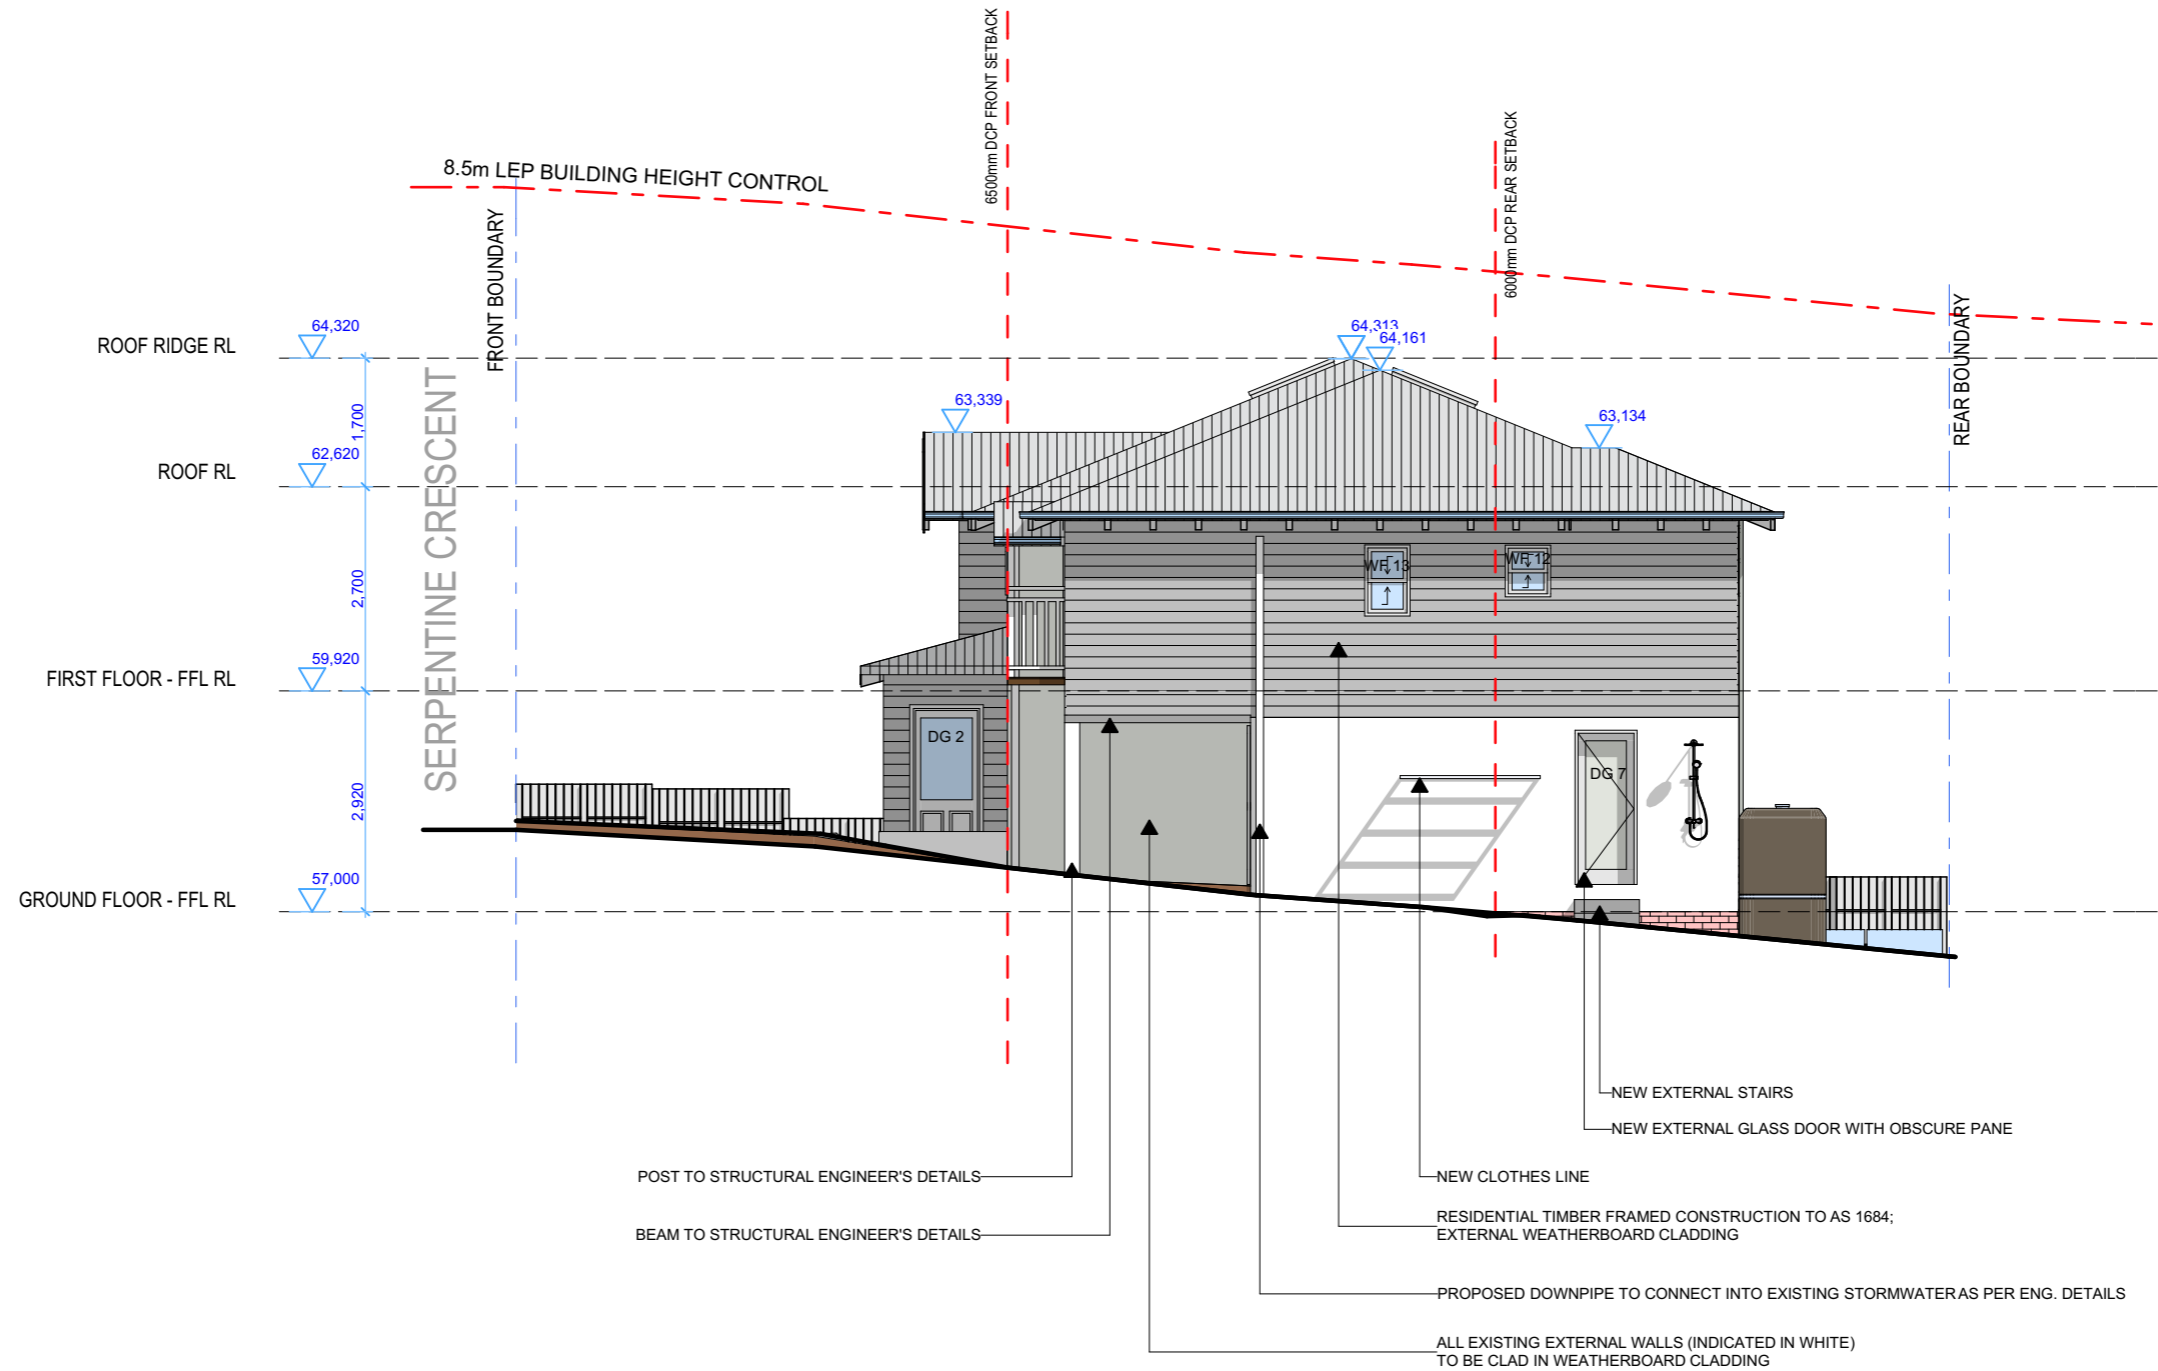 6500mm DCP FRONT SETBACK
6000mm DCP REAR SETBACK
8.5m LEP BUILDING HEIGHT CONTROL
FRONT BOUNDARY
REAR BOUNDARY
SERPENTINE CRESCENT
ROOF RIDGE RL
64,320
64,313
64,161
63,339
63,134
1,700
ROOF RL
62,620
2,700
WF 13
WF 12
FIRST FLOOR - FFL RL
59,920
DG 2
DG 7
2,920
GROUND FLOOR - FFL RL
57,000
NEW EXTERNAL STAIRS
NEW EXTERNAL GLASS DOOR WITH OBSCURE PANE
POST TO STRUCTURAL ENGINEER'S DETAILS
NEW CLOTHES LINE
BEAM TO STRUCTURAL ENGINEER'S DETAILS
RESIDENTIAL TIMBER FRAMED CONSTRUCTION TO AS 1684;
EXTERNAL WEATHERBOARD CLADDING
PROPOSED DOWNPIPE TO CONNECT INTO EXISTING STORMWATER AS PER ENG. DETAILS
ALL EXISTING EXTERNAL WALLS (INDICATED IN WHITE)
TO BE CLAD IN WEATHERBOARD CLADDING